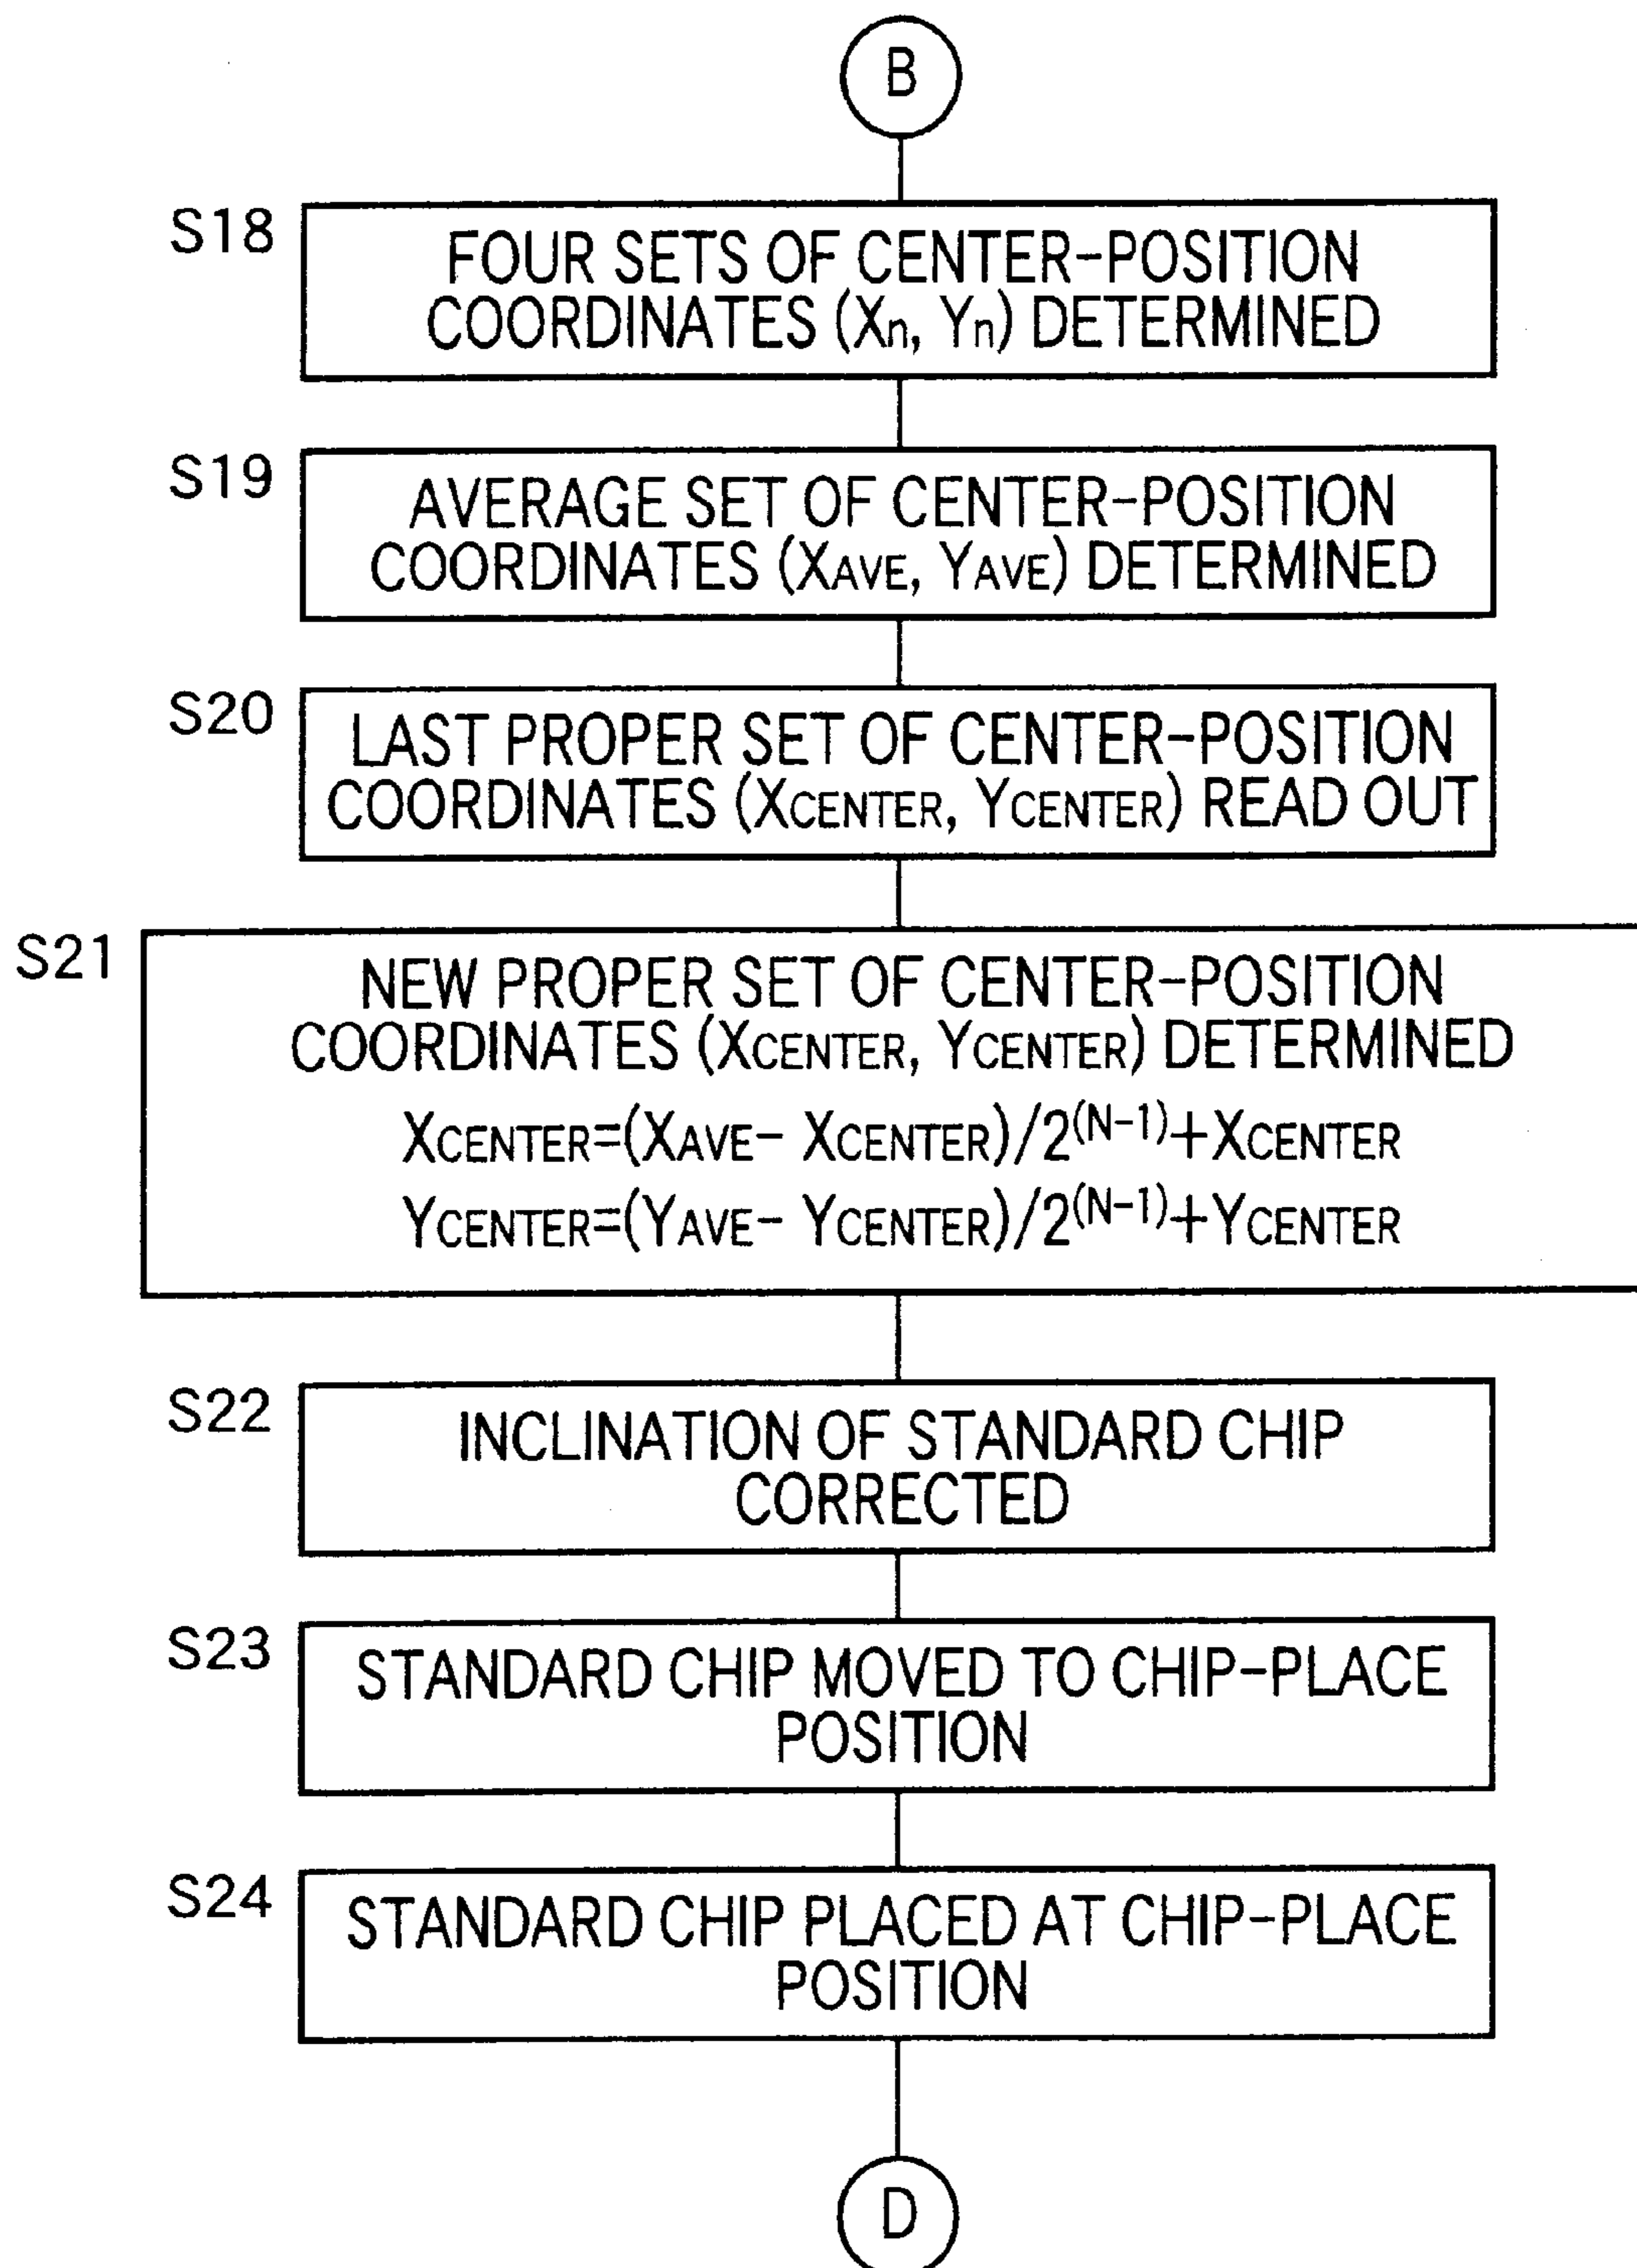 B
S18
FOUR SETS OF CENTER-POSITION
COORDINATES (Xn, Yn) DETERMINED
S19
AVERAGE SET OF CENTER-POSITION
COORDINATES (XAVE, YAVE) DETERMINED
S20
LAST PROPER SET OF CENTER-POSITION
COORDINATES (XCENTER, YCENTER) READ OUT
S21
NEW PROPER SET OF CENTER-POSITION
COORDINATES (XCENTER, YCENTER) DETERMINED
XCENTER=(XAVE- XCENTER)/2^(N-1)+XCENTER
YCENTER=(YAVE- YCENTER)/2^(N-1)+YCENTER
S22
INCLINATION OF STANDARD CHIP
CORRECTED
S23
STANDARD CHIP MOVED TO CHIP-PLACE
POSITION
S24
STANDARD CHIP PLACED AT CHIP-PLACE
POSITION
D